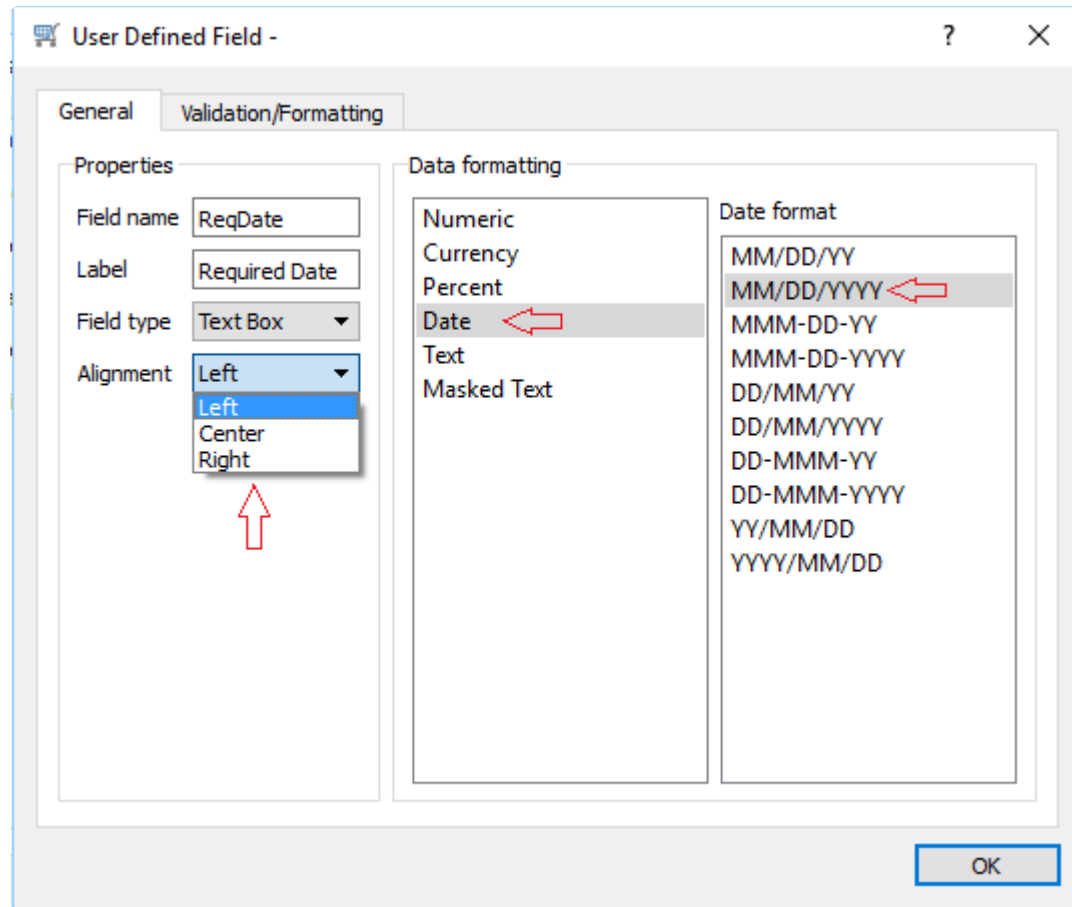 User Defined Field -
General
Validation/Formatting
Properties
Field name ReqDate
Label Required Date
Field type Text Box
Alignment Left
Left
Center
Right
Data formatting
Numeric
Currency
Percent
Date
Text
Masked Text
Date format
MM/DD/YY
MM/DD/YYYY
MMM-DD-YY
MMM-DD-YYYY
DD/MM/YY
DD/MM/YYYY
DD-MMM-YY
DD-MMM-YYYY
YY/MM/DD
YYYY/MM/DD
OK